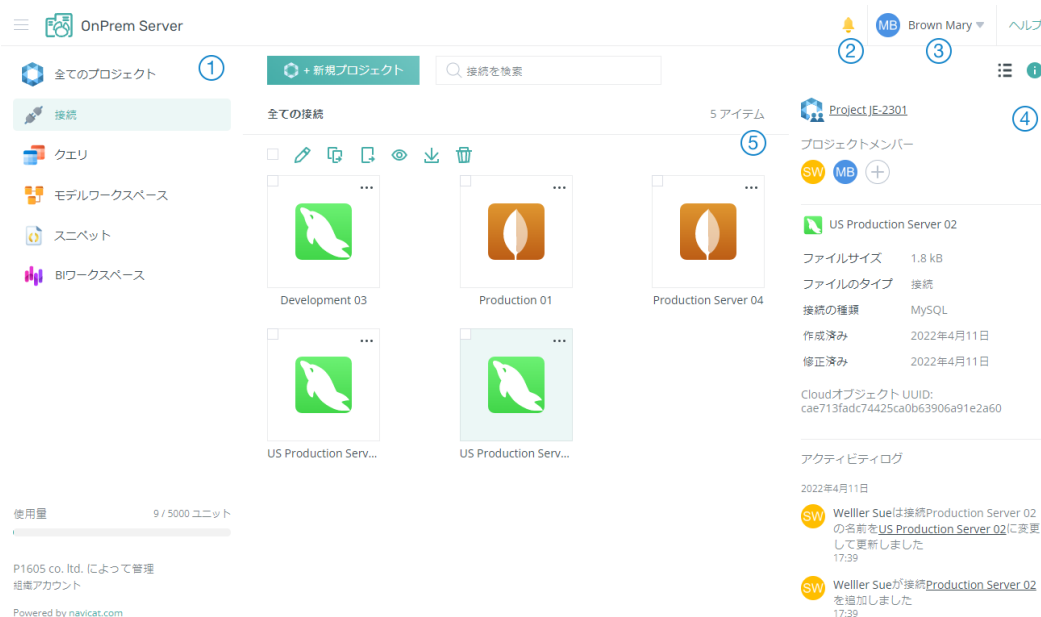 OnPrem Server
MB Brown Mary
ヘルプ
① ② ③
全てのプロジェクト
接続
クエリ
モデルワークスペース
スニペット
BIワークスペース
+ 新規プロジェクト
接続を検索
全ての接続
5 アイテム
⑤
Development 03
Production 01
Production Server 04
US Production Serv...
US Production Serv...
④
Project JE-2301
プロジェクトメンバー
SW MB
US Production Server 02
ファイルサイズ 1.8 kB
ファイルのタイプ 接続
接続の種類 MySQL
作成済み 2022年4月11日
修正済み 2022年4月11日
Cloudオブジェクト UUID:
cae713fadc74425ca0b63906a91e2a60
アクティビティログ
2022年4月11日
SW Welller Sueは接続Production Server 02
の名前をUS Production Server 02に変更
して更新しました
17:39
SW Welller Sueが接続Production Server 02
を追加しました
17:39
使用量 9 / 5000 ユニット
P1605 co. ltd. によって管理
組織アカウント
Powered by navicat.com